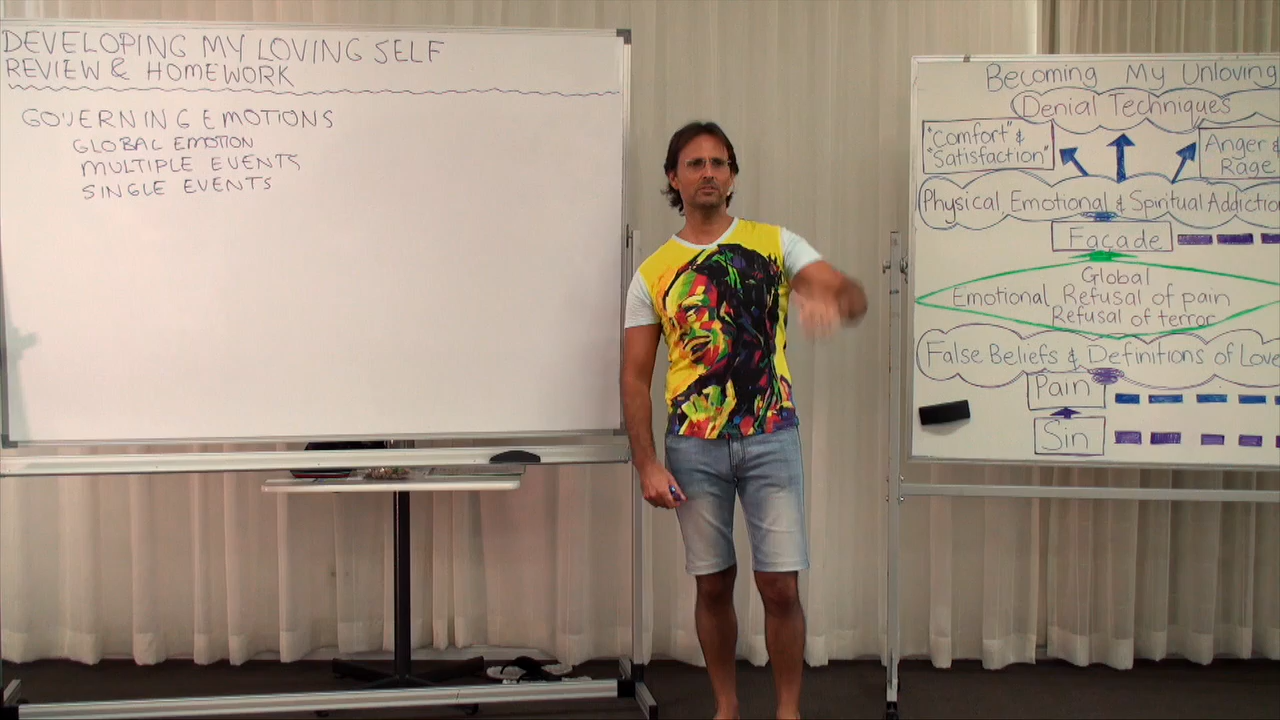 DEVELOPING MY LOVING SELF
REVIEW & HOMEWORK
GOVERNING EMOTIONS
GLOBAL EMOTION
MULTIPLE EVENTS
SINGLE EVENTS
Becoming My Unloving
Denial Techniques
"Comfort" &
"Satisfaction"
Anger &
Rage
Physical, Emotional & Spiritual Addiction
Façade
Global
Emotional Refusal of pain
Refusal of terror
False Beliefs & Definitions of Love
Pain
Sin